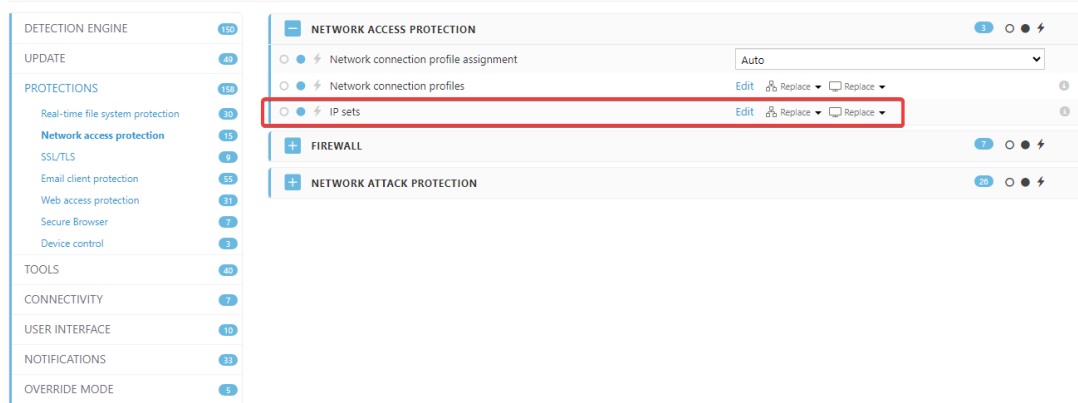 DETECTION ENGINE 150
UPDATE 49
PROTECTIONS 158
Real-time file system protection 30
Network access protection 15
SSL/TLS 9
Email client protection 55
Web access protection 31
Secure Browser 7
Device control 3
TOOLS 40
CONNECTIVITY 7
USER INTERFACE 10
NOTIFICATIONS 33
OVERRIDE MODE 5
NETWORK ACCESS PROTECTION 3
Network connection profile assignment Auto
Network connection profiles Edit Replace Replace
IP sets Edit Replace Replace
FIREWALL 7
NETWORK ATTACK PROTECTION 26